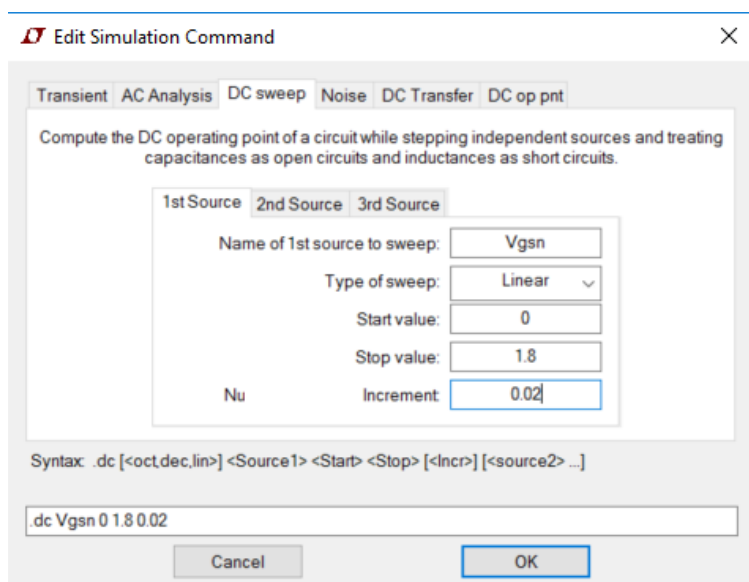 Edit Simulation Command
Transient AC Analysis DC sweep Noise DC Transfer DC op pnt
Compute the DC operating point of a circuit while stepping independent sources and treating
capacitances as open circuits and inductances as short circuits.
1st Source 2nd Source 3rd Source
Name of 1st source to sweep: Vgsn
Type of sweep: Linear
Start value: 0
Stop value: 1.8
Nu Increment: 0.02
Syntax: .dc [<oct,dec,lin>] <Source1> <Start> <Stop> [<Incr>] [<source2> ...]
.dc Vgsn 0 1.8 0.02
Cancel OK